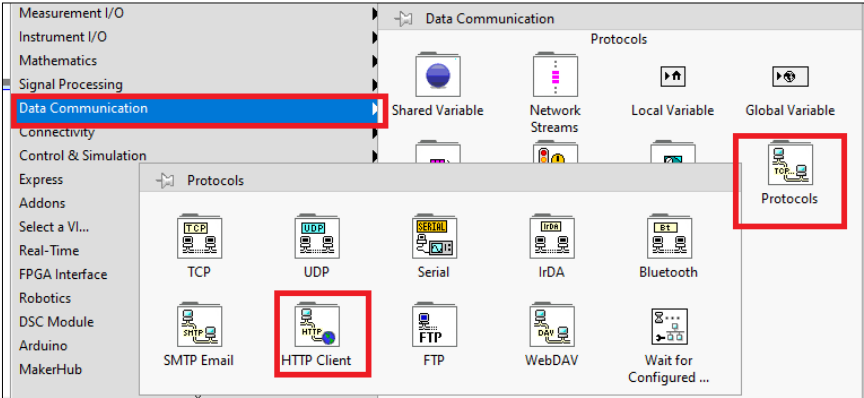 Measurement I/O
Instrument I/O
Mathematics
Signal Processing
Data Communication
Connectivity
Control & Simulation
Express
Addons
Select a VI...
Real-Time
FPGA Interface
Robotics
DSC Module
Arduino
MakerHub
Data Communication
Protocols
Shared Variable
Network
Streams
Local Variable
Global Variable
TCP...
Protocols
Protocols
TCP
TCP
UDP
UDP
SERIAL
Serial
IrDA
IrDA
Bt
Bluetooth
SMTP
SMTP Email
HTTP
HTTP Client
FTP
FTP
DAV
WebDAV
Wait for
Configured ...